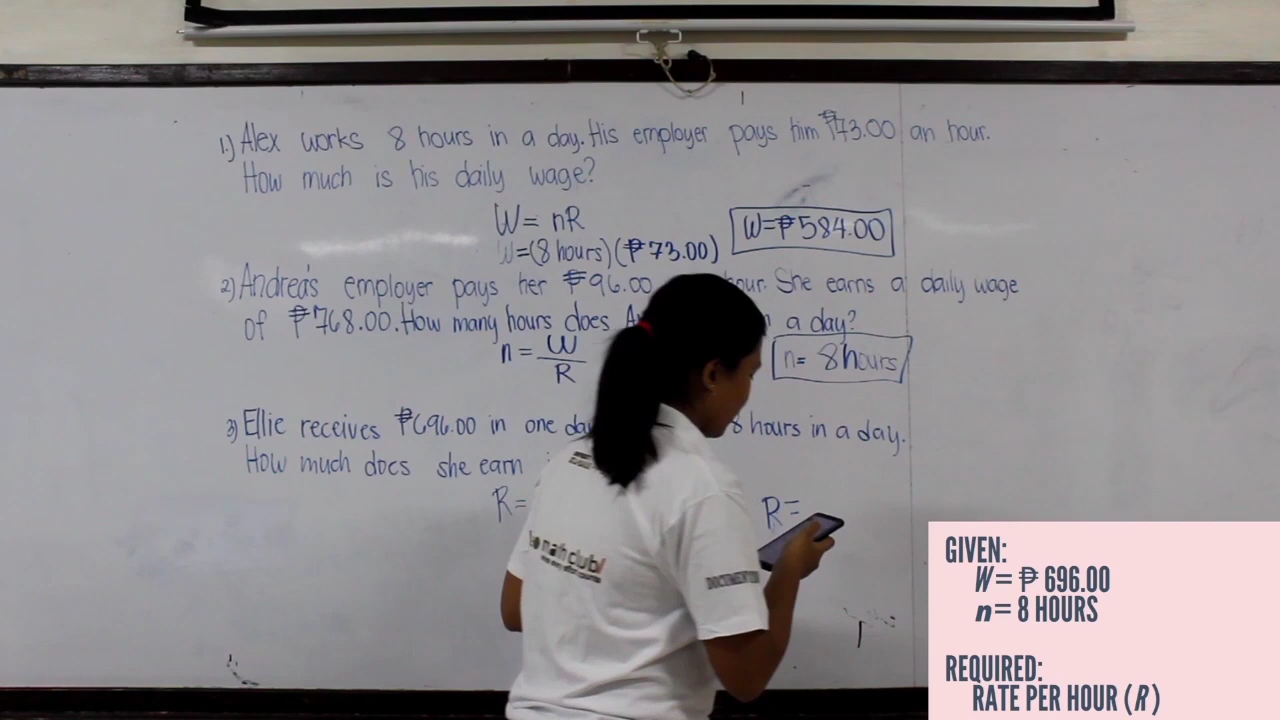 1) Alex works 8 hours in a day. His employer pays him ₱73.00 an hour.
How much is his daily wage?
W= nR
W=₱584.00
W=(8 hours)(₱73.00)
2) Andrea's employer pays her ₱96.00 hour. She earns a daily wage
of ₱768.00. How many hours does a day?
n = W
R
n= 8hours
3) Ellie receives ₱696.00 in one 8 hours in a day.
How much does she earn
R=
R=
math club
GIVEN:
W = ₱ 696.00
n = 8 HOURS
REQUIRED:
RATE PER HOUR (R)